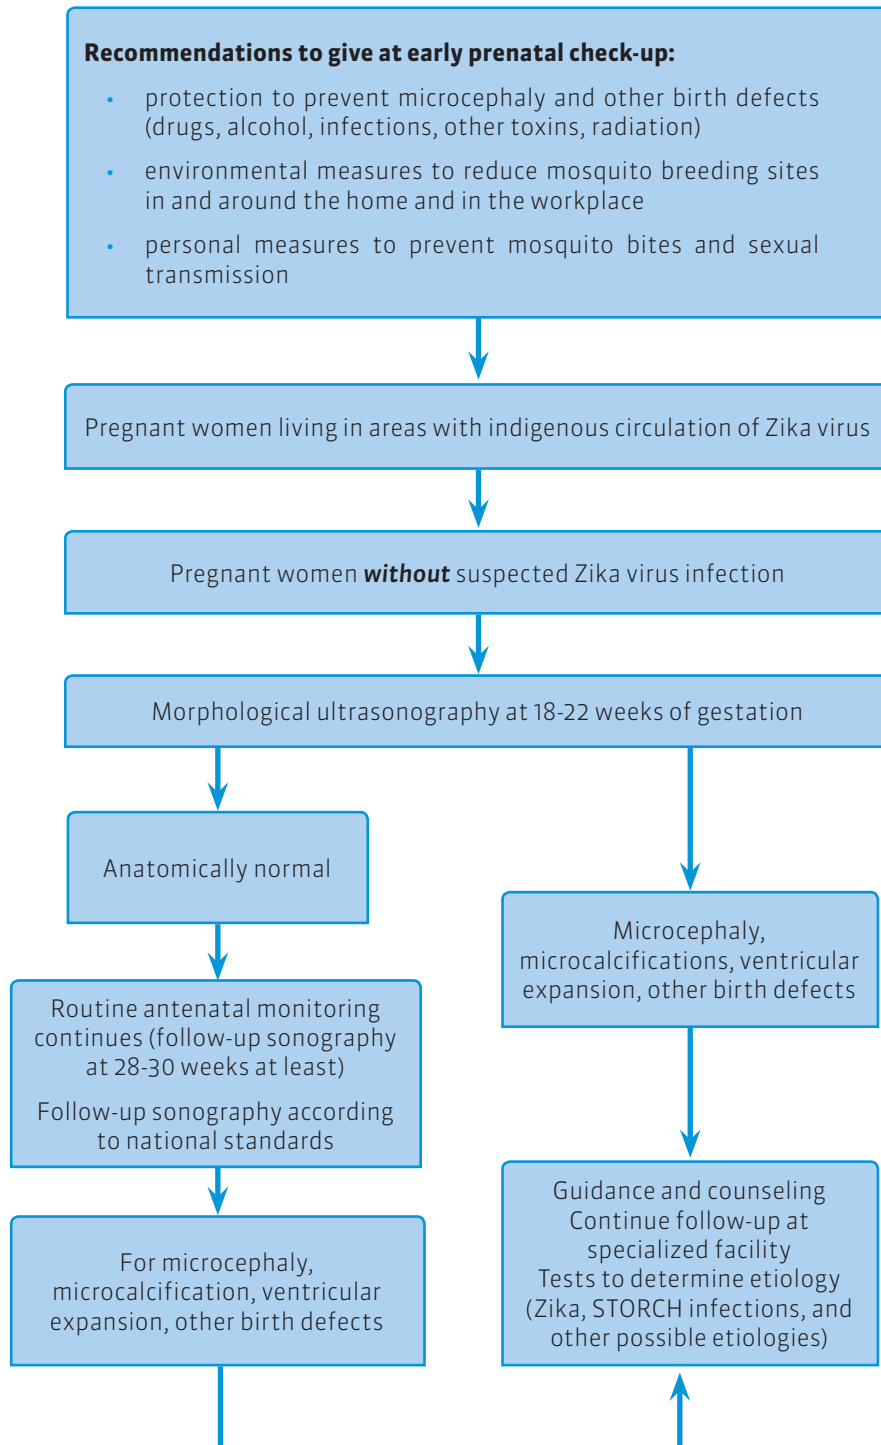 Recommendations to give at early prenatal check-up:
• protection to prevent microcephaly and other birth defects
(drugs, alcohol, infections, other toxins, radiation)
• environmental measures to reduce mosquito breeding sites
in and around the home and in the workplace
• personal measures to prevent mosquito bites and sexual
transmission
Pregnant women living in areas with indigenous circulation of Zika virus
Pregnant women without suspected Zika virus infection
Morphological ultrasonography at 18-22 weeks of gestation
Anatomically normal
Routine antenatal monitoring
continues (follow-up sonography
at 28-30 weeks at least)
Follow-up sonography according
to national standards
For microcephaly,
microcalcification, ventricular
expansion, other birth defects
Microcephaly,
microcalcifications, ventricular
expansion, other birth defects
Guidance and counseling
Continue follow-up at
specialized facility
Tests to determine etiology
(Zika, STORCH infections, and
other possible etiologies)